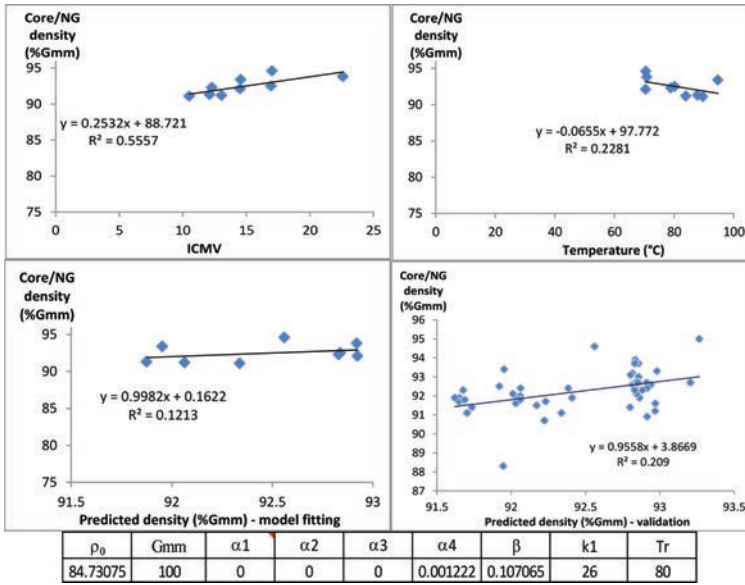 Core/NG
density
(%Gmm)
95
90
85
80
75
y = 0.2532x + 88.721
R² = 0.5557
0 5 10 15 20 25
ICMV
Core/NG
density
(%Gmm)
95
90
85
80
75
y = -0.0655x + 97.772
R² = 0.2281
0 20 40 60 80 100
Temperature (°C)
Core/NG
density
(%Gmm)
95
90
85
80
75
y = 0.9982x + 0.1622
R² = 0.1213
91.5 92 92.5 93
Predicted density (%Gmm) - model fitting
Core/NG
density
(%Gmm)
96
95
94
93
92
91
90
89
88
87
y = 0.9558x + 3.8669
R² = 0.209
91.5 92 92.5 93 93.5
Predicted density (%Gmm) - validation
ρ₀ Gmm α1 α2 α3 α4 β k1 Tr
84.73075 100 0 0 0 0.001222 0.107065 26 80